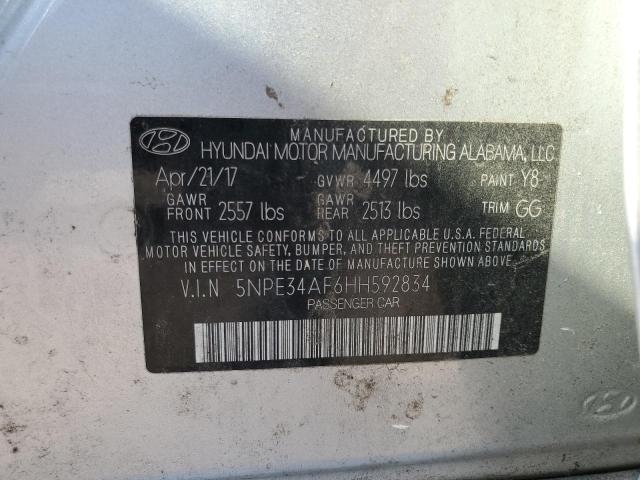 MANUFACTURED BY
HYUNDAI MOTOR MANUFACTURING ALABAMA, LLC
Apr/21/17 GVWR 4497 lbs PAINT Y8
GAWR FRONT 2557 lbs GAWR REAR 2513 lbs TRIM GG
THIS VEHICLE CONFORMS TO ALL APPLICABLE U.S.A. FEDERAL
MOTOR VEHICLE SAFETY, BUMPER, AND THEFT PREVENTION STANDARDS
IN EFFECT ON THE DATE OF MANUFACTURE SHOWN ABOVE.
V.I.N 5NPE34AF6HH592834
PASSENGER CAR